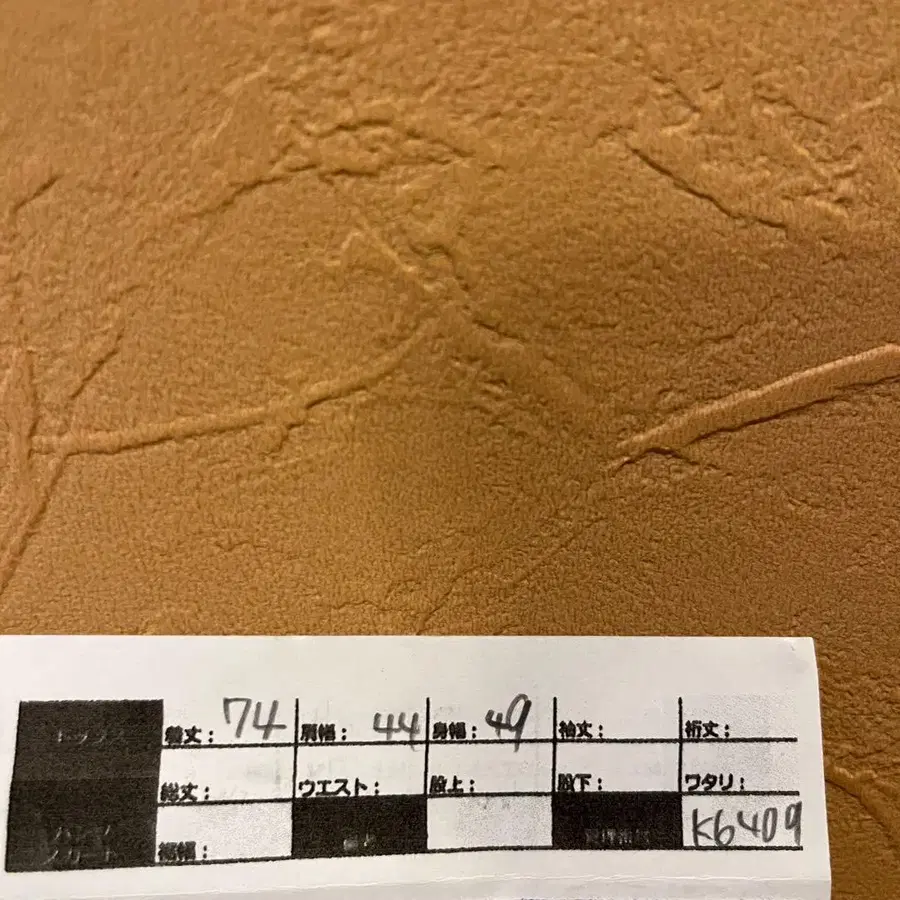 トップス 着丈: 74 肩幅: 44 身幅: 49 袖丈: 裄丈:
総丈: ウエスト: 股上: 股下: ワタリ:
スカート 裾幅: K6409